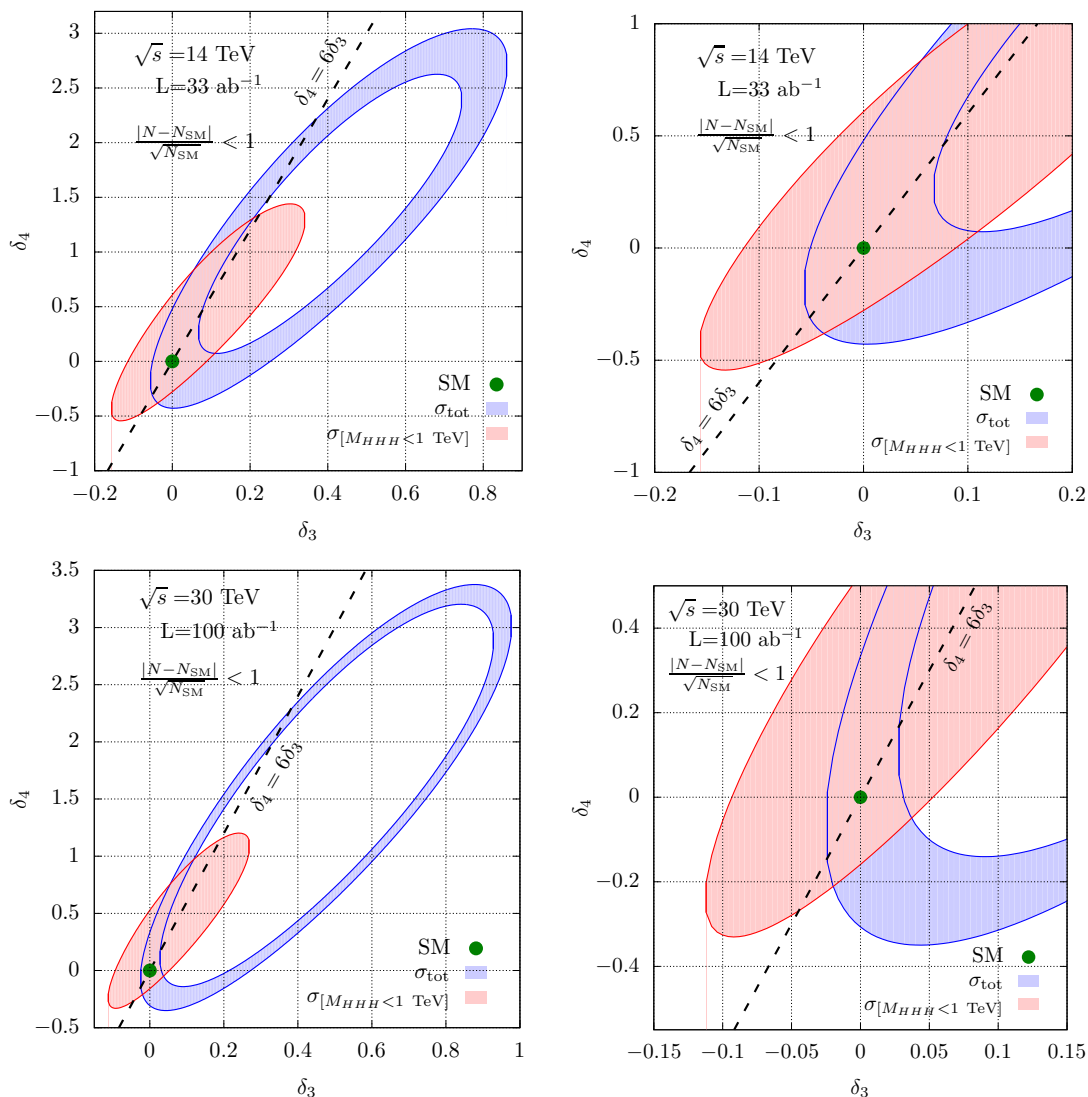 √s =14 TeV
L=33 ab⁻¹
|N−N_SM|/√N_SM < 1
δ₄ = 6δ₃
SM
σ_tot
σ_[M_HHH<1 TeV]
δ₄
3
2.5
2
1.5
1
0.5
0
−0.5
−1
−0.2 0 0.2 0.4 0.6 0.8
δ₃
√s =14 TeV
L=33 ab⁻¹
|N−N_SM|/√N_SM < 1
δ₄ = 6δ₃
SM
σ_tot
σ_[M_HHH<1 TeV]
δ₄
1
0.5
0
−0.5
−1
−0.2 −0.1 0 0.1 0.2
δ₃
√s =30 TeV
L=100 ab⁻¹
|N−N_SM|/√N_SM < 1
δ₄ = 6δ₃
SM
σ_tot
σ_[M_HHH<1 TeV]
δ₄
3.5
3
2.5
2
1.5
1
0.5
0
−0.5
0 0.2 0.4 0.6 0.8 1
δ₃
√s =30 TeV
L=100 ab⁻¹
|N−N_SM|/√N_SM < 1
δ₄ = 6δ₃
SM
σ_tot
σ_[M_HHH<1 TeV]
δ₄
0.4
0.2
0
−0.2
−0.4
−0.15 −0.1 −0.05 0 0.05 0.1 0.15
δ₃